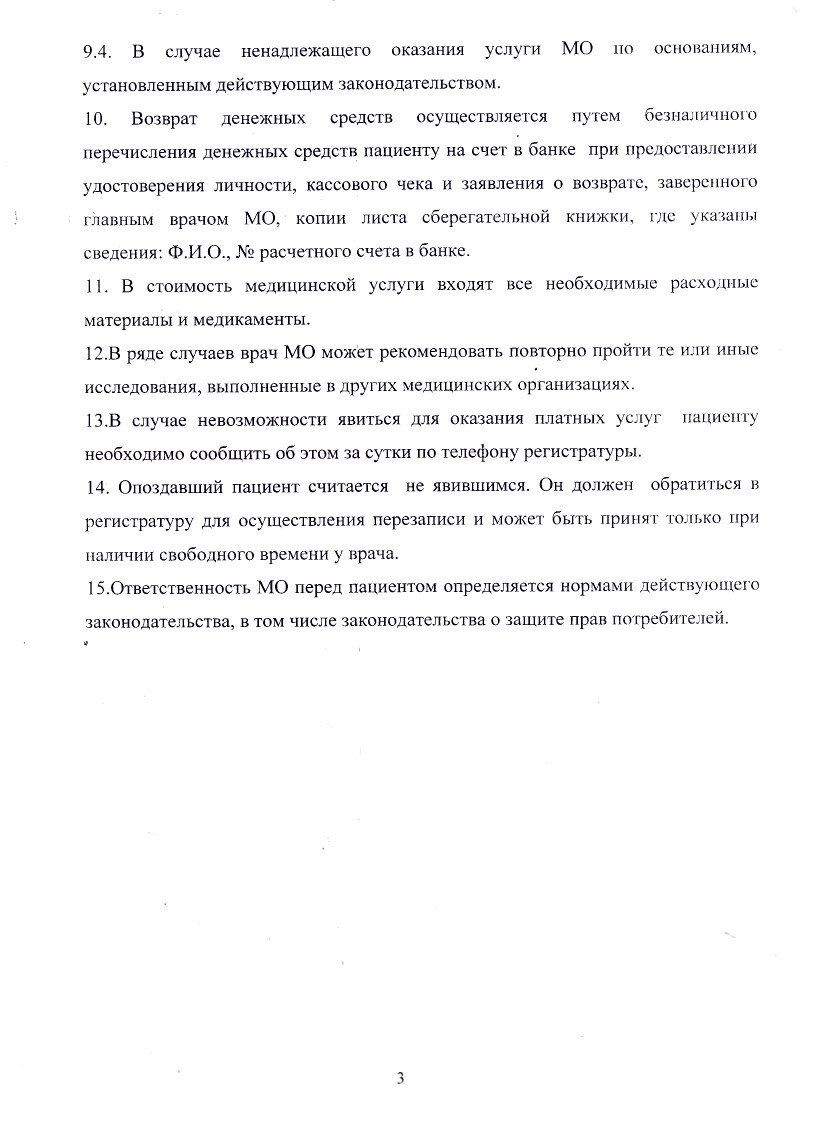 9.4. В случае ненадлежащего оказания услуги МО по основаниям,
установленным действующим законодательством.
10. Возврат денежных средств осуществляется путем безналичного
перечисления денежных средств пациенту на счет в банке при предоставлении
удостоверения личности, кассового чека и заявления о возврате, заверенного
главным врачом МО, копии листа сберегательной книжки, где указаны
сведения: Ф.И.О., № расчетного счета в банке.
11. В стоимость медицинской услуги входят все необходимые расходные
материалы и медикаменты.
12.В ряде случаев врач МО может рекомендовать повторно пройти те или иные
исследования, выполненные в других медицинских организациях.
13.В случае невозможности явиться для оказания платных услуг пациенту
необходимо сообщить об этом за сутки по телефону регистратуры.
14. Опоздавший пациент считается не явившимся. Он должен обратиться в
регистратуру для осуществления перезаписи и может быть принят только при
наличии свободного времени у врача.
15.Ответственность МО перед пациентом определяется нормами действующего
законодательства, в том числе законодательства о защите прав потребителей.
3